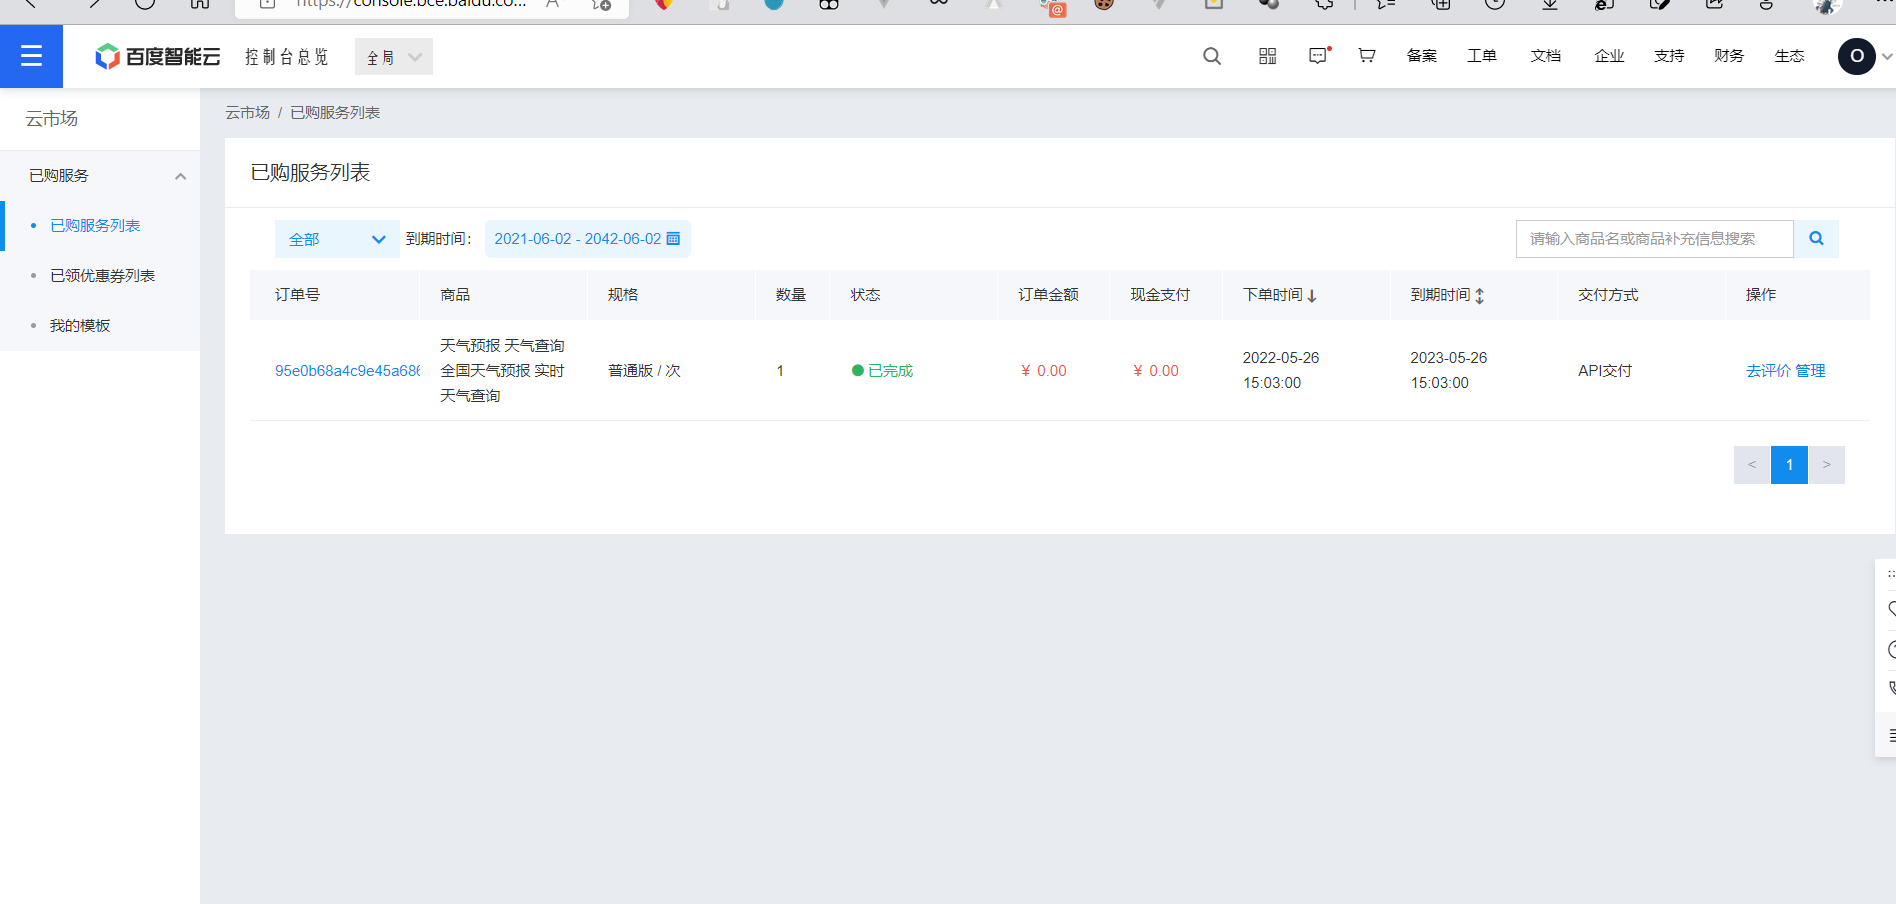 https://console.bce.baidu.co...
百度智能云
控制台总览
全局
备案
工单
文档
企业
支持
财务
生态
O
云市场
已购服务
已购服务列表
已领优惠券列表
我的模板
云市场 / 已购服务列表
已购服务列表
全部
到期时间：
2021-06-02 - 2042-06-02
请输入商品名或商品补充信息搜索
订单号
商品
规格
数量
状态
订单金额
现金支付
下单时间
到期时间
交付方式
操作
95e0b68a4c9e45a686
天气预报 天气查询
全国天气预报 实时
天气查询
普通版 / 次
1
已完成
¥ 0.00
¥ 0.00
2022-05-26
15:03:00
2023-05-26
15:03:00
API交付
去评价 管理
< 1 >